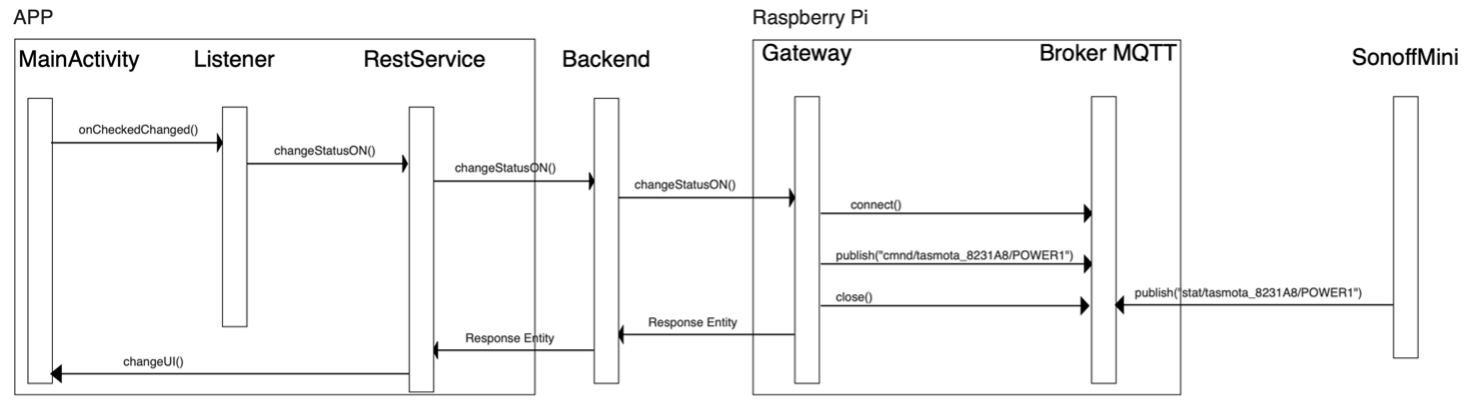 APP
Raspberry Pi
MainActivity
Listener
RestService
Backend
Gateway
Broker MQTT
SonoffMini
onCheckedChanged()
changeStatusON()
changeStatusON()
changeStatusON()
connect()
publish("cmnd/tasmota_8231A8/POWER1")
publish("stat/tasmota_8231A8/POWER1")
close()
Response Entity
Response Entity
changeUI()